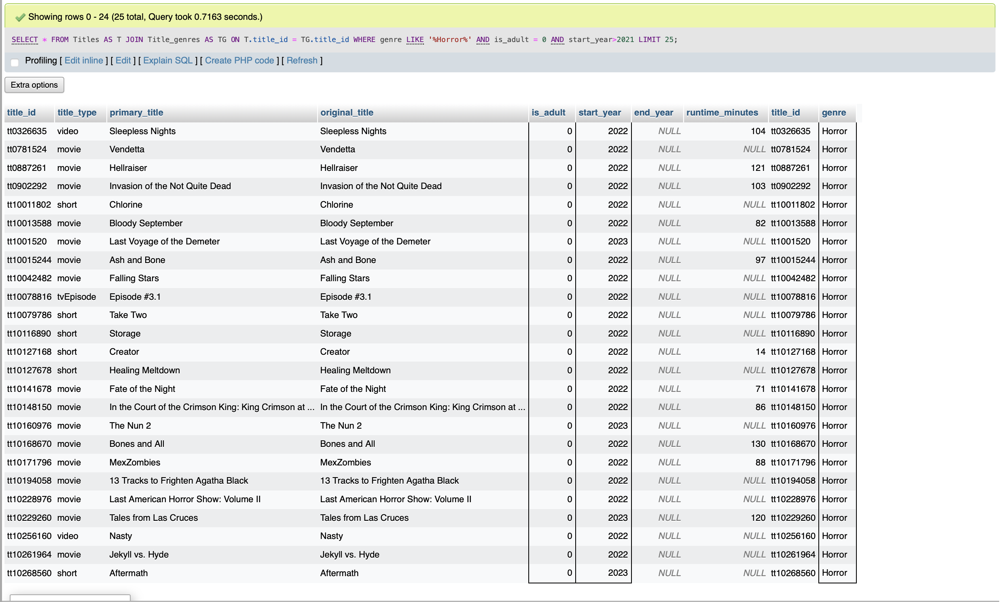 Showing rows 0 - 24 (25 total, Query took 0.7163 seconds.)
SELECT * FROM Titles AS T JOIN Title_genres AS TG ON T.title_id = TG.title_id WHERE genre LIKE '%Horror%' AND is_adult = 0 AND start_year>2021 LIMIT 25;
Profiling [ Edit inline ] [ Edit ] [ Explain SQL ] [ Create PHP code ] [ Refresh ]
Extra options
title_id title_type primary_title original_title is_adult start_year end_year runtime_minutes title_id genre
tt0326635 video Sleepless Nights Sleepless Nights 0 2022 NULL 104 tt0326635 Horror
tt0781524 movie Vendetta Vendetta 0 2022 NULL NULL tt0781524 Horror
tt0887261 movie Hellraiser Hellraiser 0 2022 NULL 121 tt0887261 Horror
tt0902292 movie Invasion of the Not Quite Dead Invasion of the Not Quite Dead 0 2022 NULL 103 tt0902292 Horror
tt10011802 short Chlorine Chlorine 0 2022 NULL NULL tt10011802 Horror
tt10013588 movie Bloody September Bloody September 0 2022 NULL 82 tt10013588 Horror
tt1001520 movie Last Voyage of the Demeter Last Voyage of the Demeter 0 2023 NULL NULL tt1001520 Horror
tt10015244 movie Ash and Bone Ash and Bone 0 2022 NULL 97 tt10015244 Horror
tt10042482 movie Falling Stars Falling Stars 0 2022 NULL NULL tt10042482 Horror
tt10078816 tvEpisode Episode #3.1 Episode #3.1 0 2022 NULL NULL tt10078816 Horror
tt10079786 short Take Two Take Two 0 2022 NULL NULL tt10079786 Horror
tt10116890 short Storage Storage 0 2022 NULL NULL tt10116890 Horror
tt10127168 short Creator Creator 0 2022 NULL 14 tt10127168 Horror
tt10127678 short Healing Meltdown Healing Meltdown 0 2022 NULL NULL tt10127678 Horror
tt10141678 movie Fate of the Night Fate of the Night 0 2022 NULL 71 tt10141678 Horror
tt10148150 movie In the Court of the Crimson King: King Crimson at ... In the Court of the Crimson King: King Crimson at ... 0 2022 NULL 86 tt10148150 Horror
tt10160976 movie The Nun 2 The Nun 2 0 2023 NULL NULL tt10160976 Horror
tt10168670 movie Bones and All Bones and All 0 2022 NULL 130 tt10168670 Horror
tt10171796 movie MexZombies MexZombies 0 2022 NULL 88 tt10171796 Horror
tt10194058 movie 13 Tracks to Frighten Agatha Black 13 Tracks to Frighten Agatha Black 0 2022 NULL NULL tt10194058 Horror
tt10228976 movie Last American Horror Show: Volume II Last American Horror Show: Volume II 0 2022 NULL NULL tt10228976 Horror
tt10229260 movie Tales from Las Cruces Tales from Las Cruces 0 2023 NULL 120 tt10229260 Horror
tt10256160 video Nasty Nasty 0 2022 NULL NULL tt10256160 Horror
tt10261964 movie Jekyll vs. Hyde Jekyll vs. Hyde 0 2022 NULL NULL tt10261964 Horror
tt10268560 short Aftermath Aftermath 0 2023 NULL NULL tt10268560 Horror